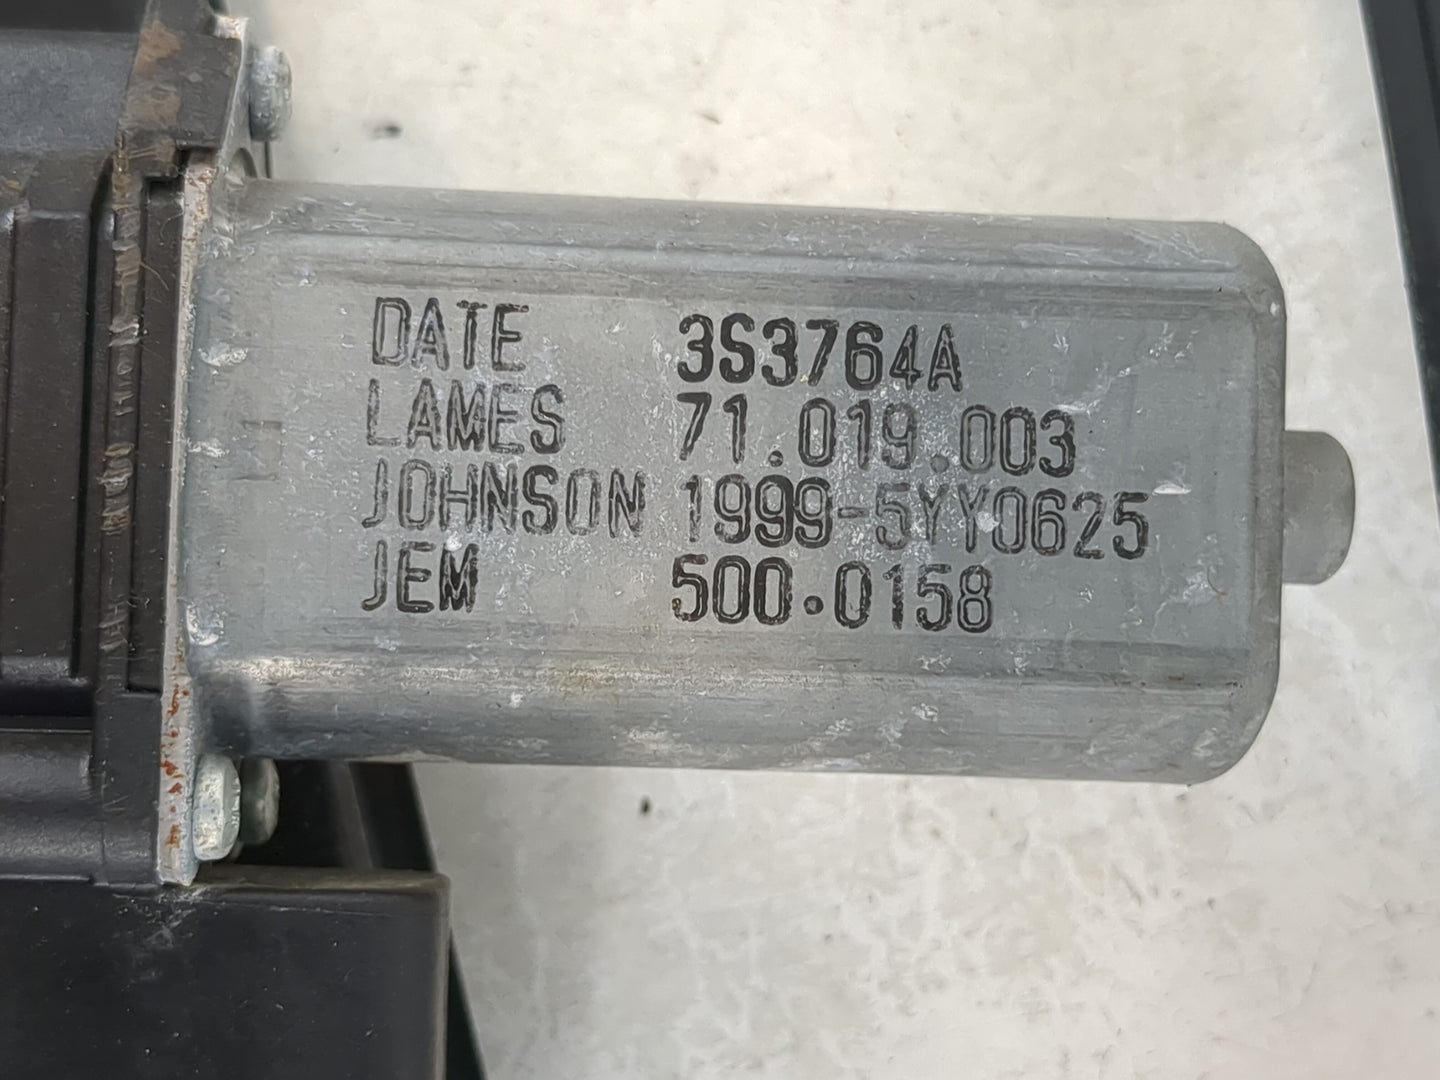 DATE 3S3764A
LAMES 71.019.003
JOHNSON 1999-5YY0625
JEM 500.0158